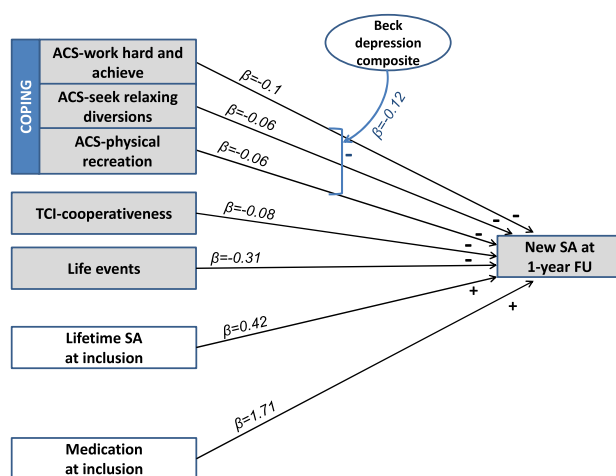 Beck
depression
composite
COPING
ACS-work hard and
achieve
ACS-seek relaxing
diversions
ACS-physical
recreation
β=-0.1
β=-0.06
β=-0.06
β=-0.12
-
TCI-cooperativeness
β=-0.08
Life events
β=-0.31
-
-
-
-
-
New SA at
1-year FU
+
+
Lifetime SA
at inclusion
β=0.42
Medication
at inclusion
β=1.71